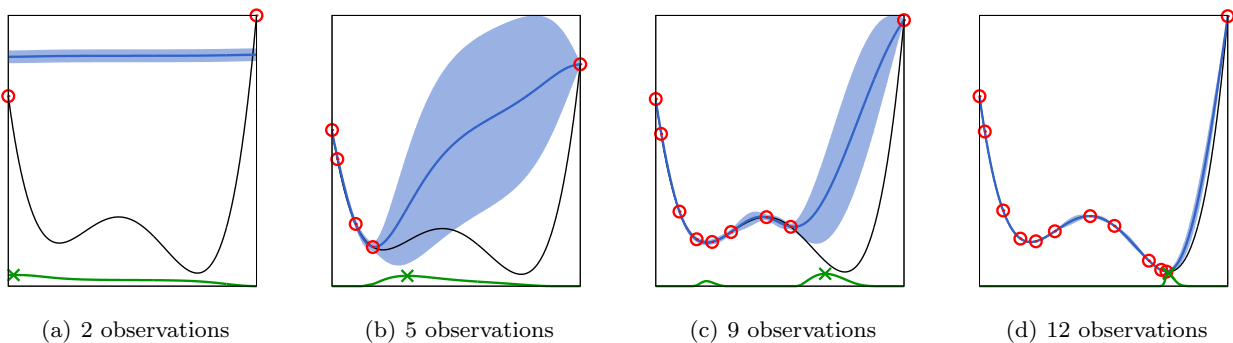 (a) 2 observations
(b) 5 observations
(c) 9 observations
(d) 12 observations